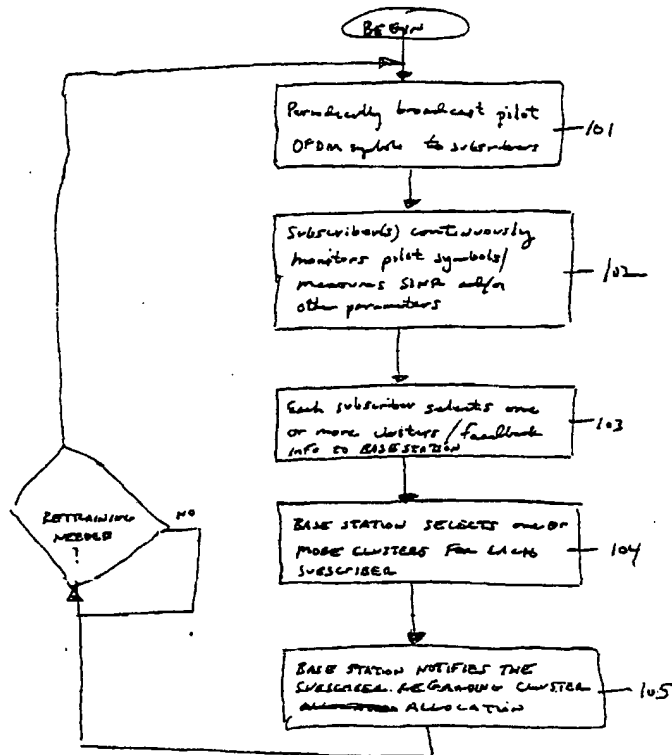 BEGIN
Periodically broadcast pilot
OFDM symbols to subscribers
101
Subscriber(s) continuously
monitors pilot symbols/
measures SINR and/or
other parameters
102
Each subscriber selects one
or more clusters/feedback
info to BASE STATION
103
BASE STATION SELECTS one or
MORE CLUSTERS FOR EACH
SUBSCRIBER
104
BASE STATION NOTIFIES THE
SUBSCRIBER REGARDING CLUSTER
ALLOCATION
105
RETRAINING
NEEDED
?
NO